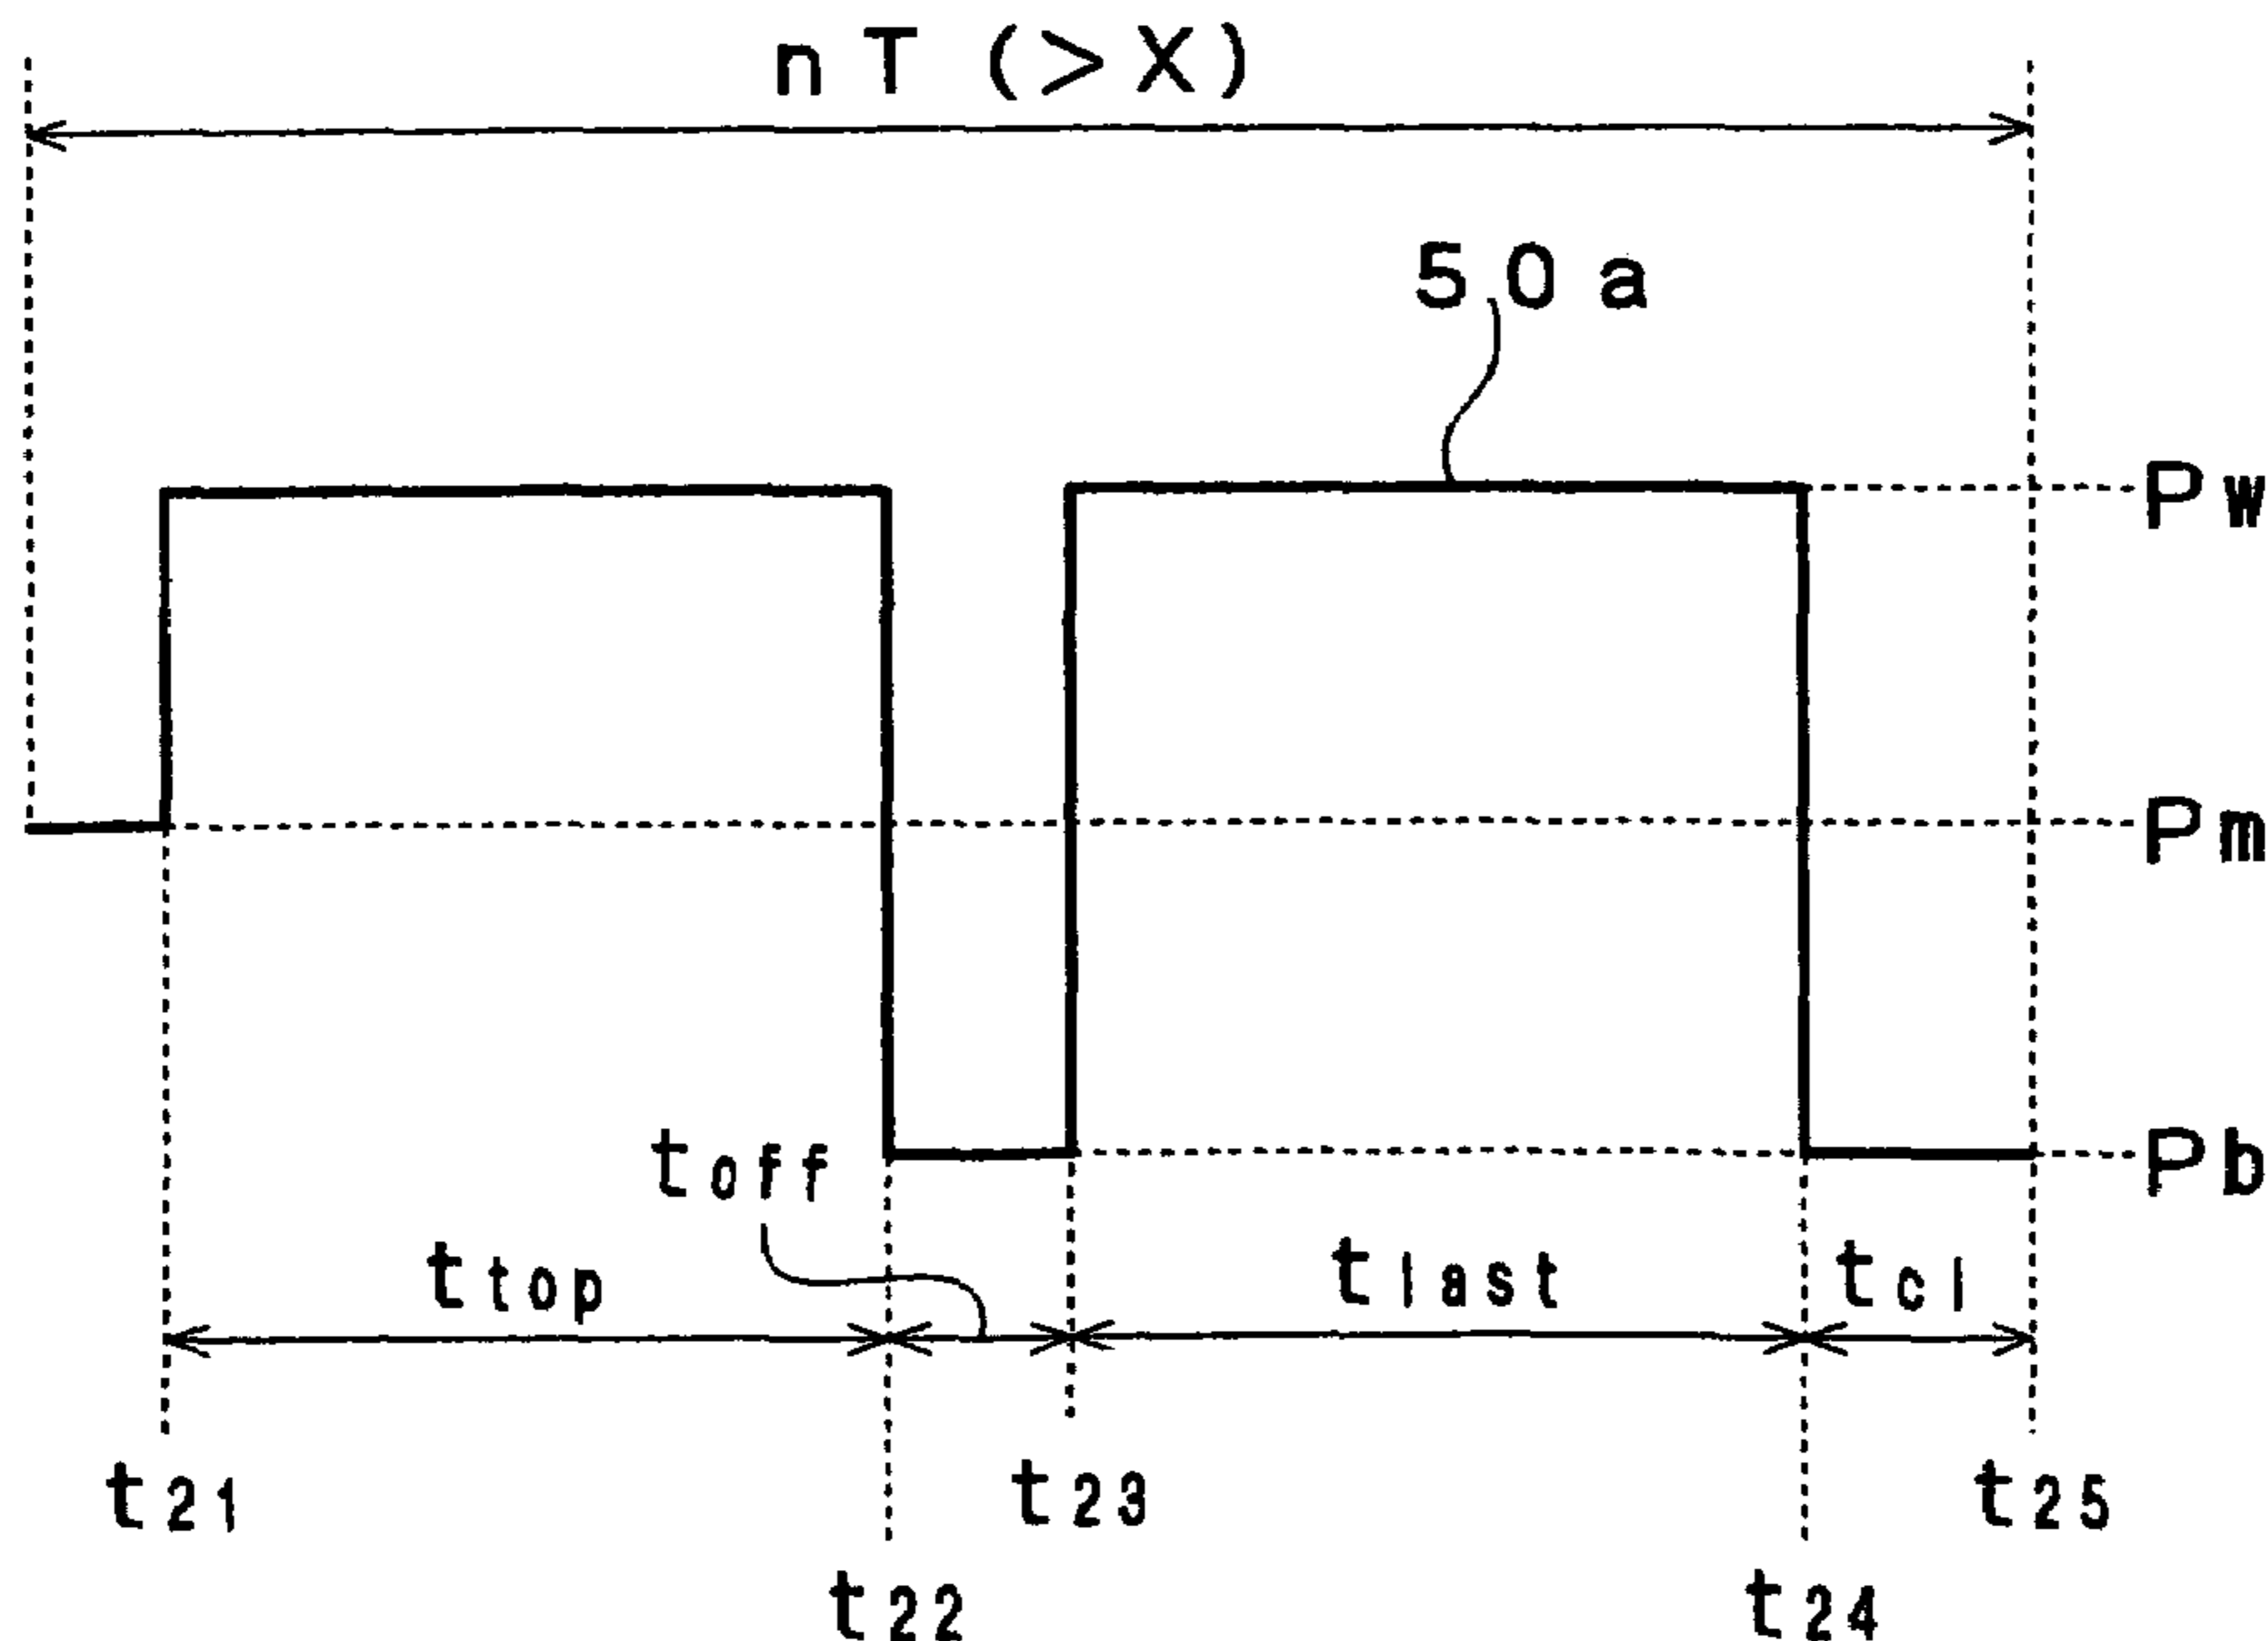 nT (>X)
50a
Pw
Pm
Pb
toff
ttop
tlast
tcl
t21
t23
t25
t22
t24